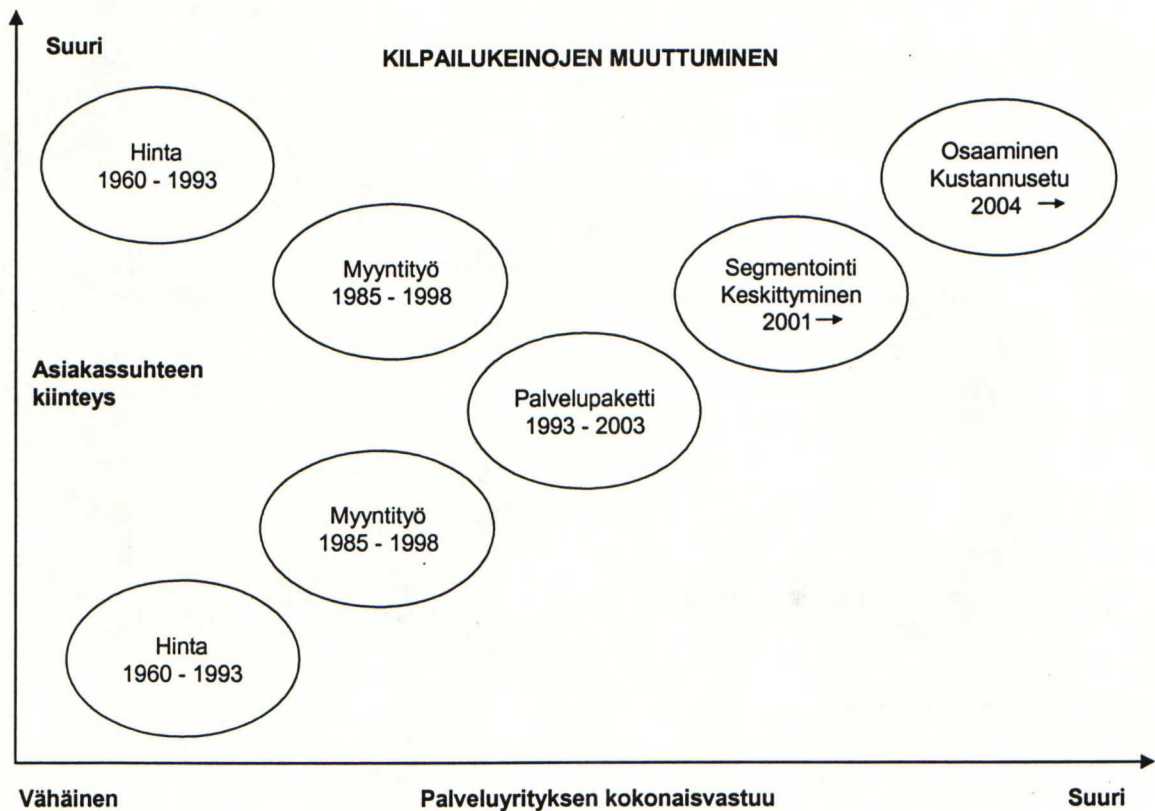 Suuri
KILPAILUKEINOJEN MUUTTUMINEN
Hinta
1960 - 1993
Osaaminen
Kustannusetu
2004 →
Myyntityö
1985 - 1998
Segmentointi
Keskittyminen
2001 →
Asiakassuhteen
kiinteys
Palvelupaketti
1993 - 2003
Myyntityö
1985 - 1998
Hinta
1960 - 1993
Vähäinen
Palveluyrityksen kokonaisvastuu
Suuri